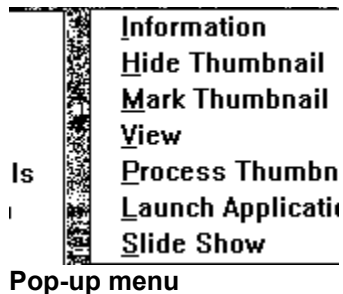 Information
Hide Thumbnail
Mark Thumbnail
View
ls
Process Thumbn
Launch Applicati
Slide Show
Pop-up menu